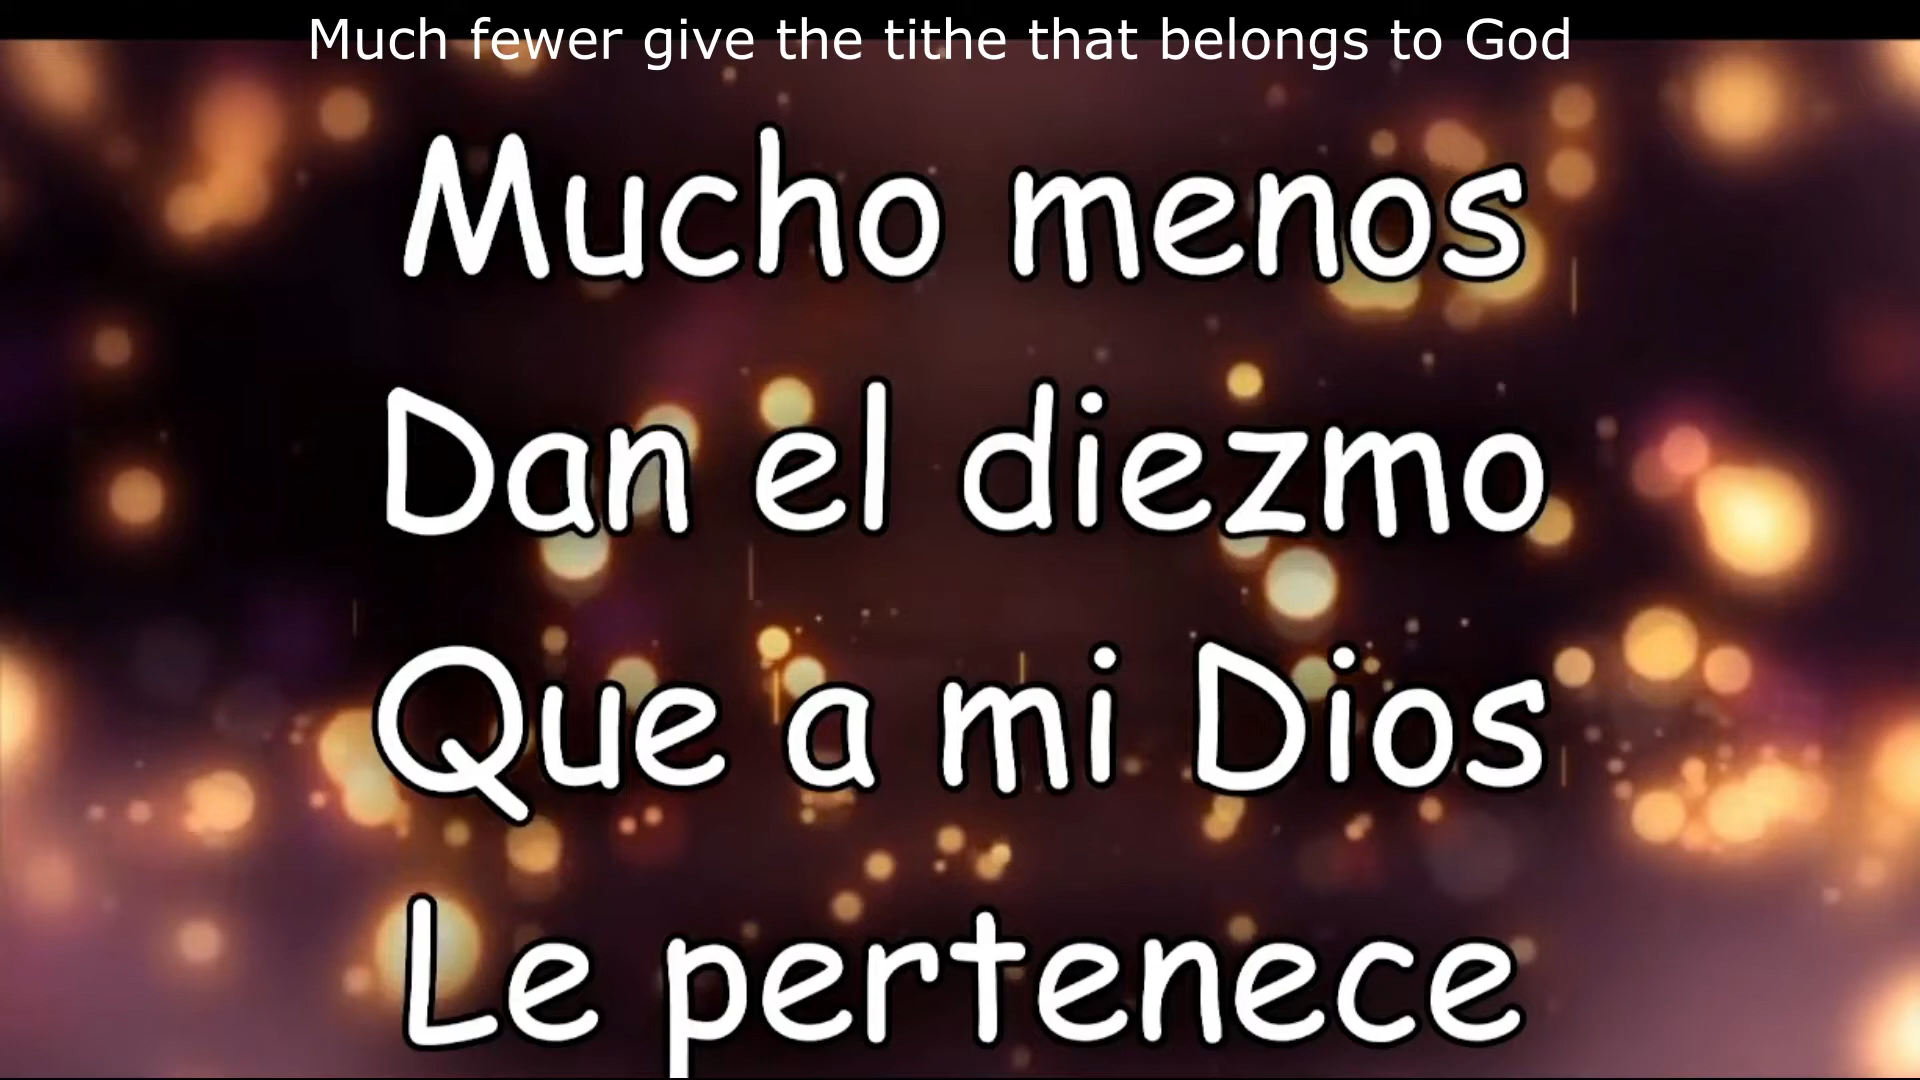 Much fewer give the tithe that belongs to God
Mucho menos
Dan el diezmo
Que a mi Dios
Le pertenece